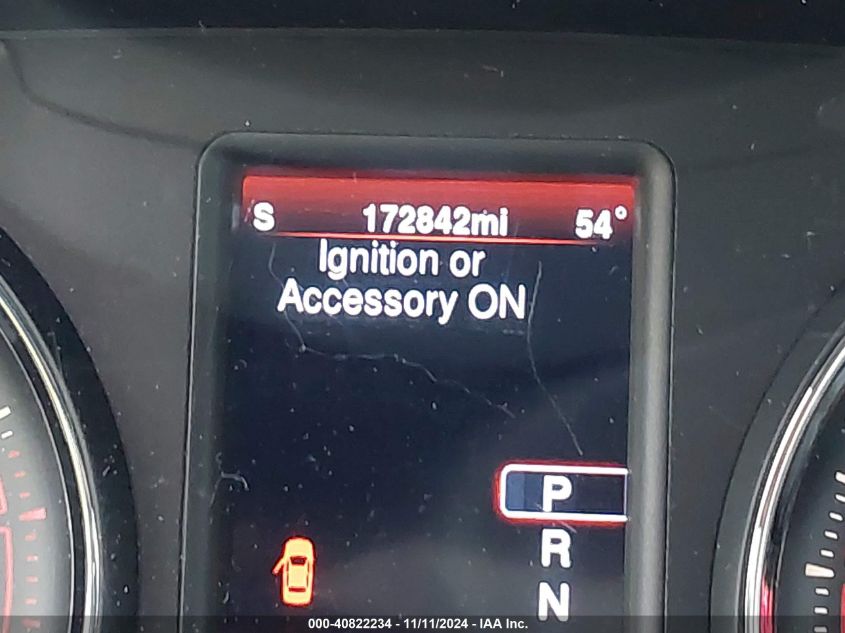 S 172842mi 54°
Ignition or
Accessory ON
P
R
N
000-40822234 - 11/11/2024 - IAA Inc.